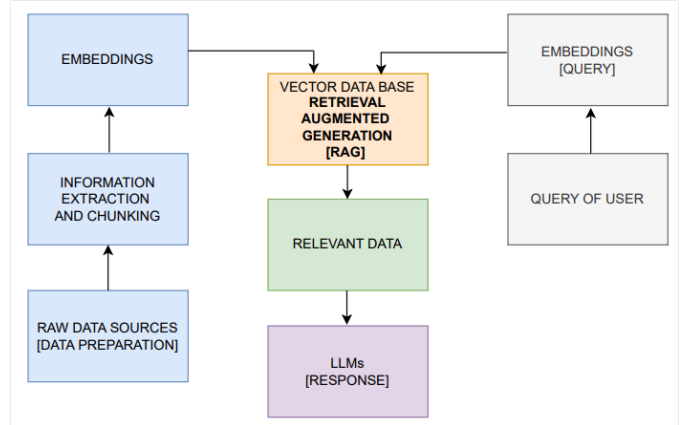 EMBEDDINGS
EMBEDDINGS
[QUERY]
VECTOR DATA BASE
RETRIEVAL
AUGMENTED
GENERATION
[RAG]
INFORMATION
EXTRACTION
AND CHUNKING
QUERY OF USER
RELEVANT DATA
RAW DATA SOURCES
[DATA PREPARATION]
LLMs
[RESPONSE]